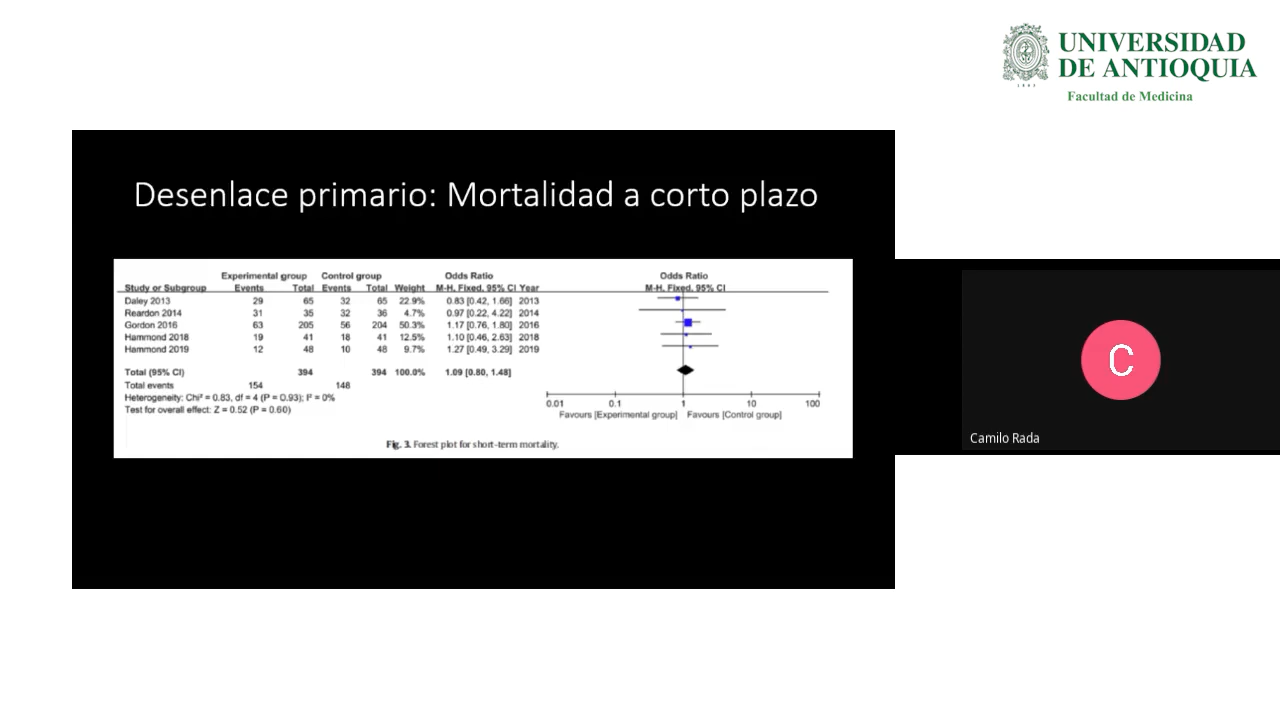 UNIVERSIDAD
DE ANTIOQUIA
1803
Facultad de Medicina
Desenlace primario: Mortalidad a corto plazo
Experimental group Control group Odds Ratio Odds Ratio
Study or Subgroup Events Total Events Total Weight M-H. Fixed. 95% CI Year M-H. Fixed. 95% CI
Daley 2013 29 65 32 65 22.9% 0.83 [0.42, 1.66] 2013
Reardon 2014 31 35 32 36 4.7% 0.97 [0.22, 4.22] 2014
Gordon 2016 63 205 56 204 50.3% 1.17 [0.76, 1.80] 2016
Hammond 2018 19 41 18 41 12.5% 1.10 [0.46, 2.63] 2018
Hammond 2019 12 48 10 48 9.7% 1.27 [0.49, 3.29] 2019
Total (95% CI) 394 394 100.0% 1.09 [0.80, 1.48]
Total events 154 148
Heterogeneity: Chi² = 0.83, df = 4 (P = 0.93); I² = 0%
Test for overall effect: Z = 0.52 (P = 0.60)
0.01 0.1 1 10 100
Favours [Experimental group] Favours [Control group]
Fig. 3. Forest plot for short-term mortality.
C
Camilo Rada